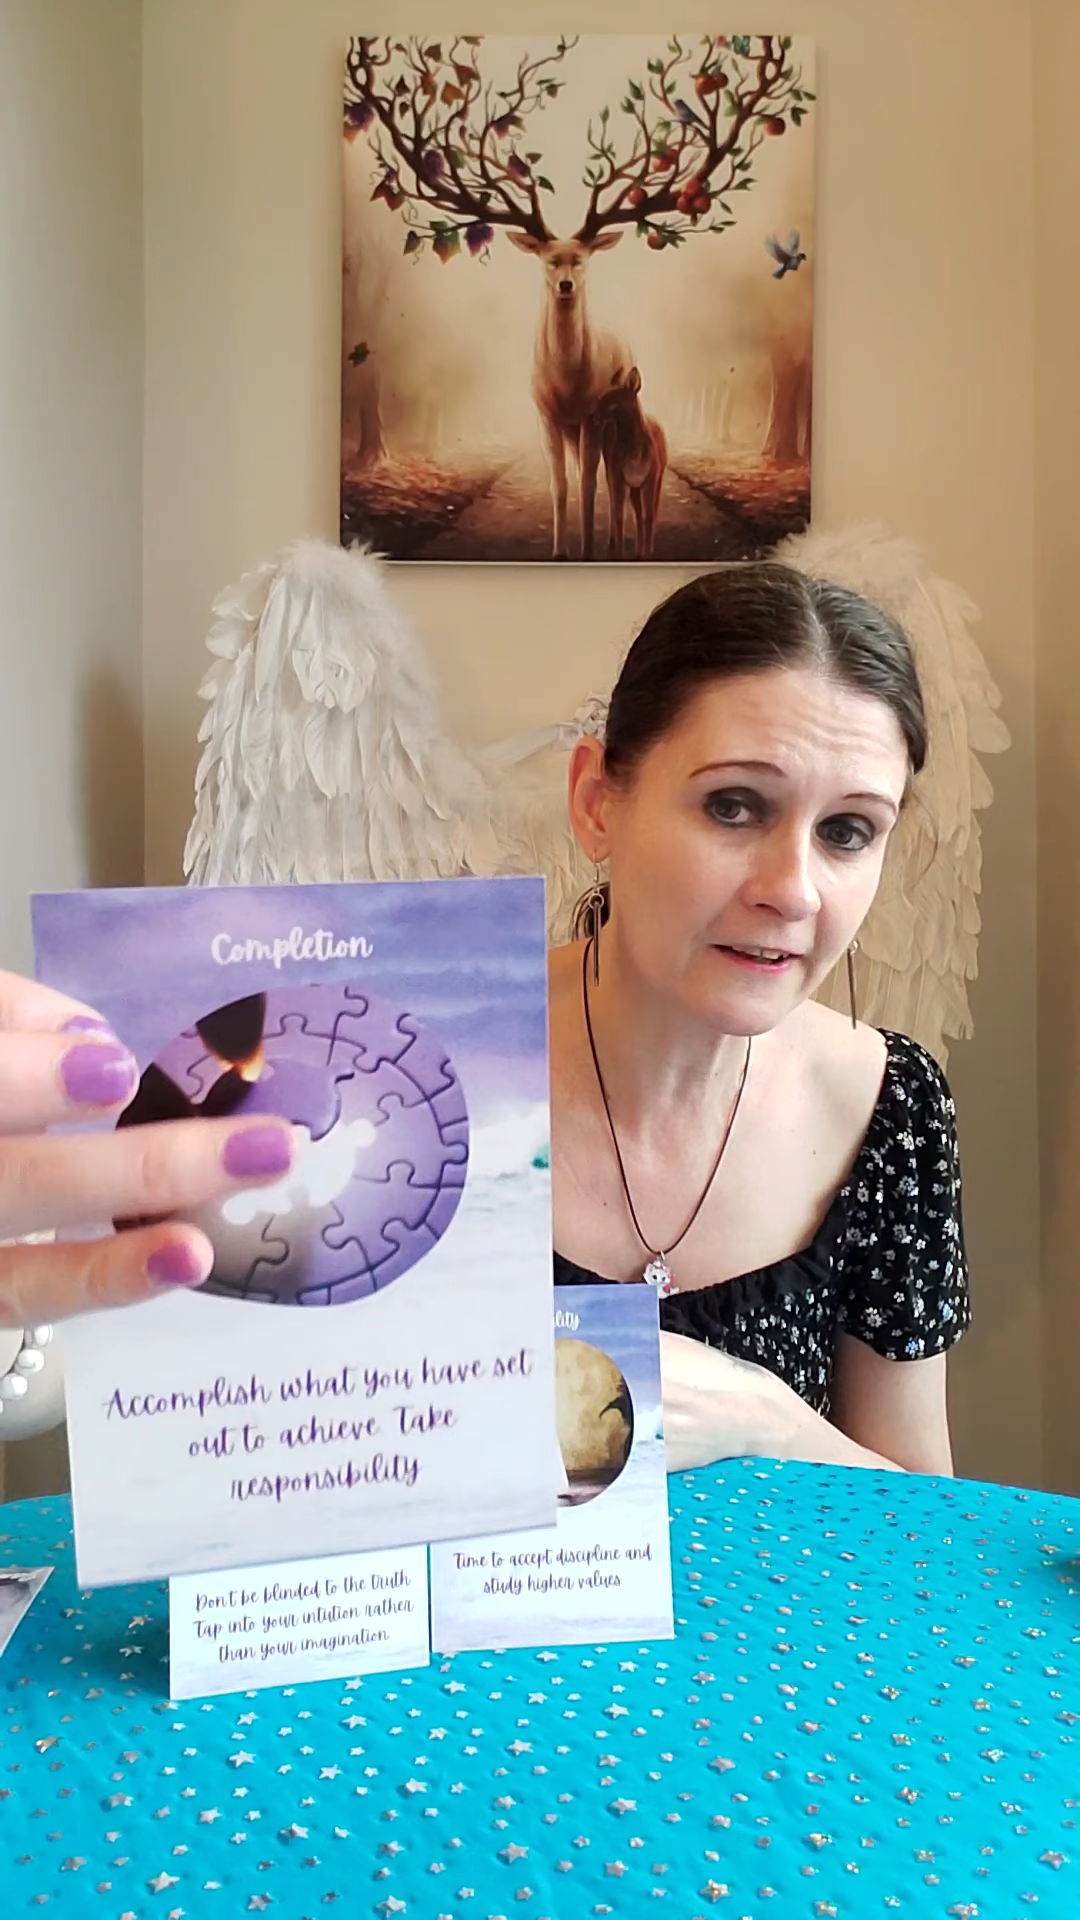 Completion
Accomplish what you have set
out to achieve Take
responsibility
Don't be blinded to the truth
Tap into your intution rather
than your imagination
Time to accept discipline and
study higher values